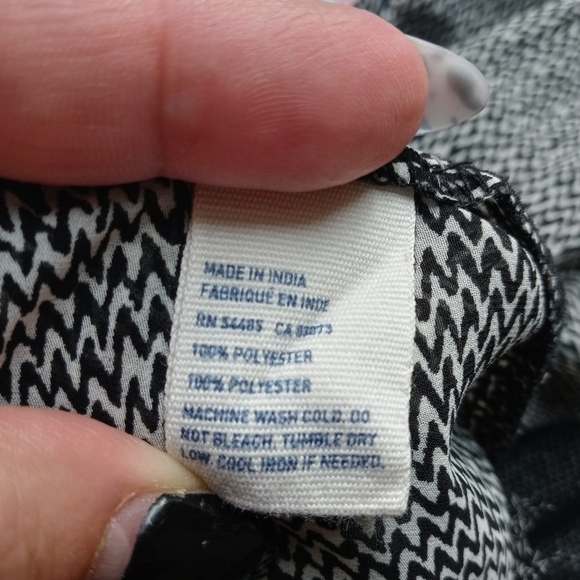 MADE IN INDIA
FABRIQUÉ EN INDE
RN 54485 CA
100% POLYESTER
100% POLYESTER
MACHINE WASH COLD. DO
NOT BLEACH. TUMBLE DRY
LOW. COOL IRON IF NEEDED.